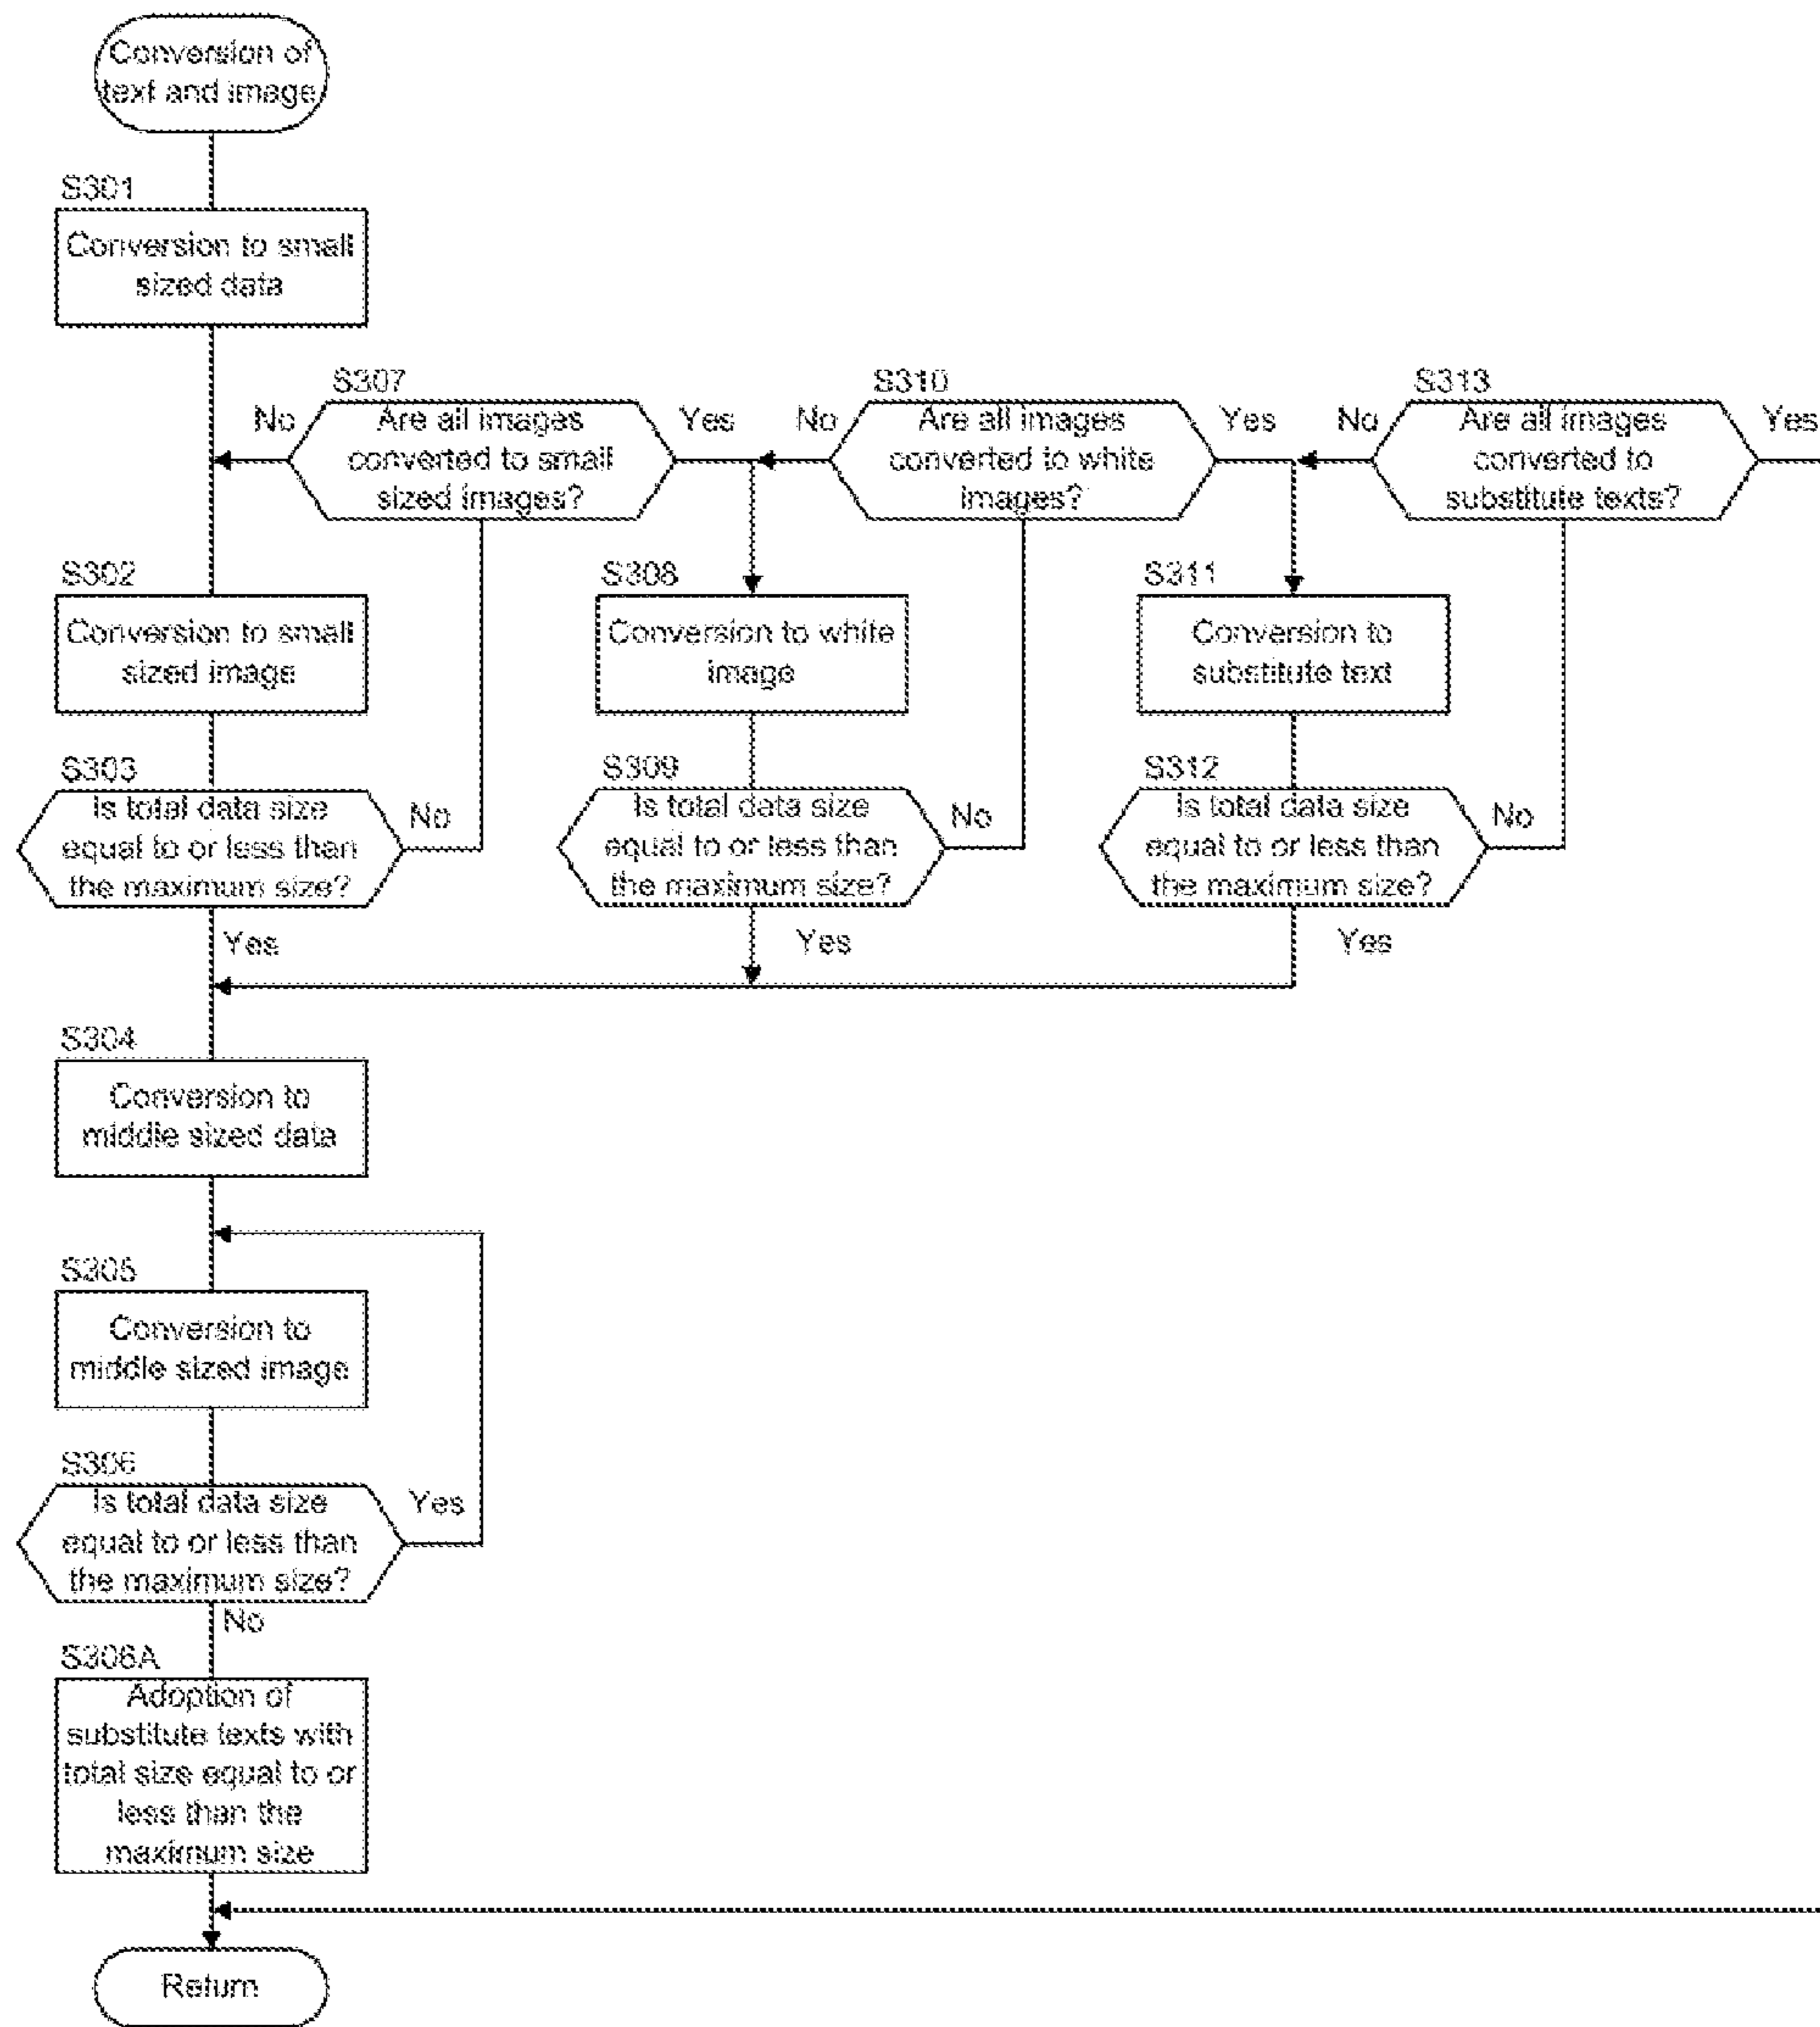 Conversion of
text and image
S301
Conversion to small
sized data
S307
No
Are all images
converted to small
sized images?
Yes
S310
No
Are all images
converted to white
images?
Yes
S313
No
Are all images
converted to
substitute texts?
Yes
S302
Conversion to small
sized image
S308
Conversion to white
image
S311
Conversion to
substitute text
S303
Is total data size
equal to or less than
the maximum size?
No
Yes
S309
Is total data size
equal to or less than
the maximum size?
No
Yes
S312
Is total data size
equal to or less than
the maximum size?
No
Yes
S304
Conversion to
middle sized data
S305
Conversion to
middle sized image
S306
Is total data size
equal to or less than
the maximum size?
Yes
No
S306A
Adoption of
substitute texts with
total size equal to or
less than the
maximum size
Return